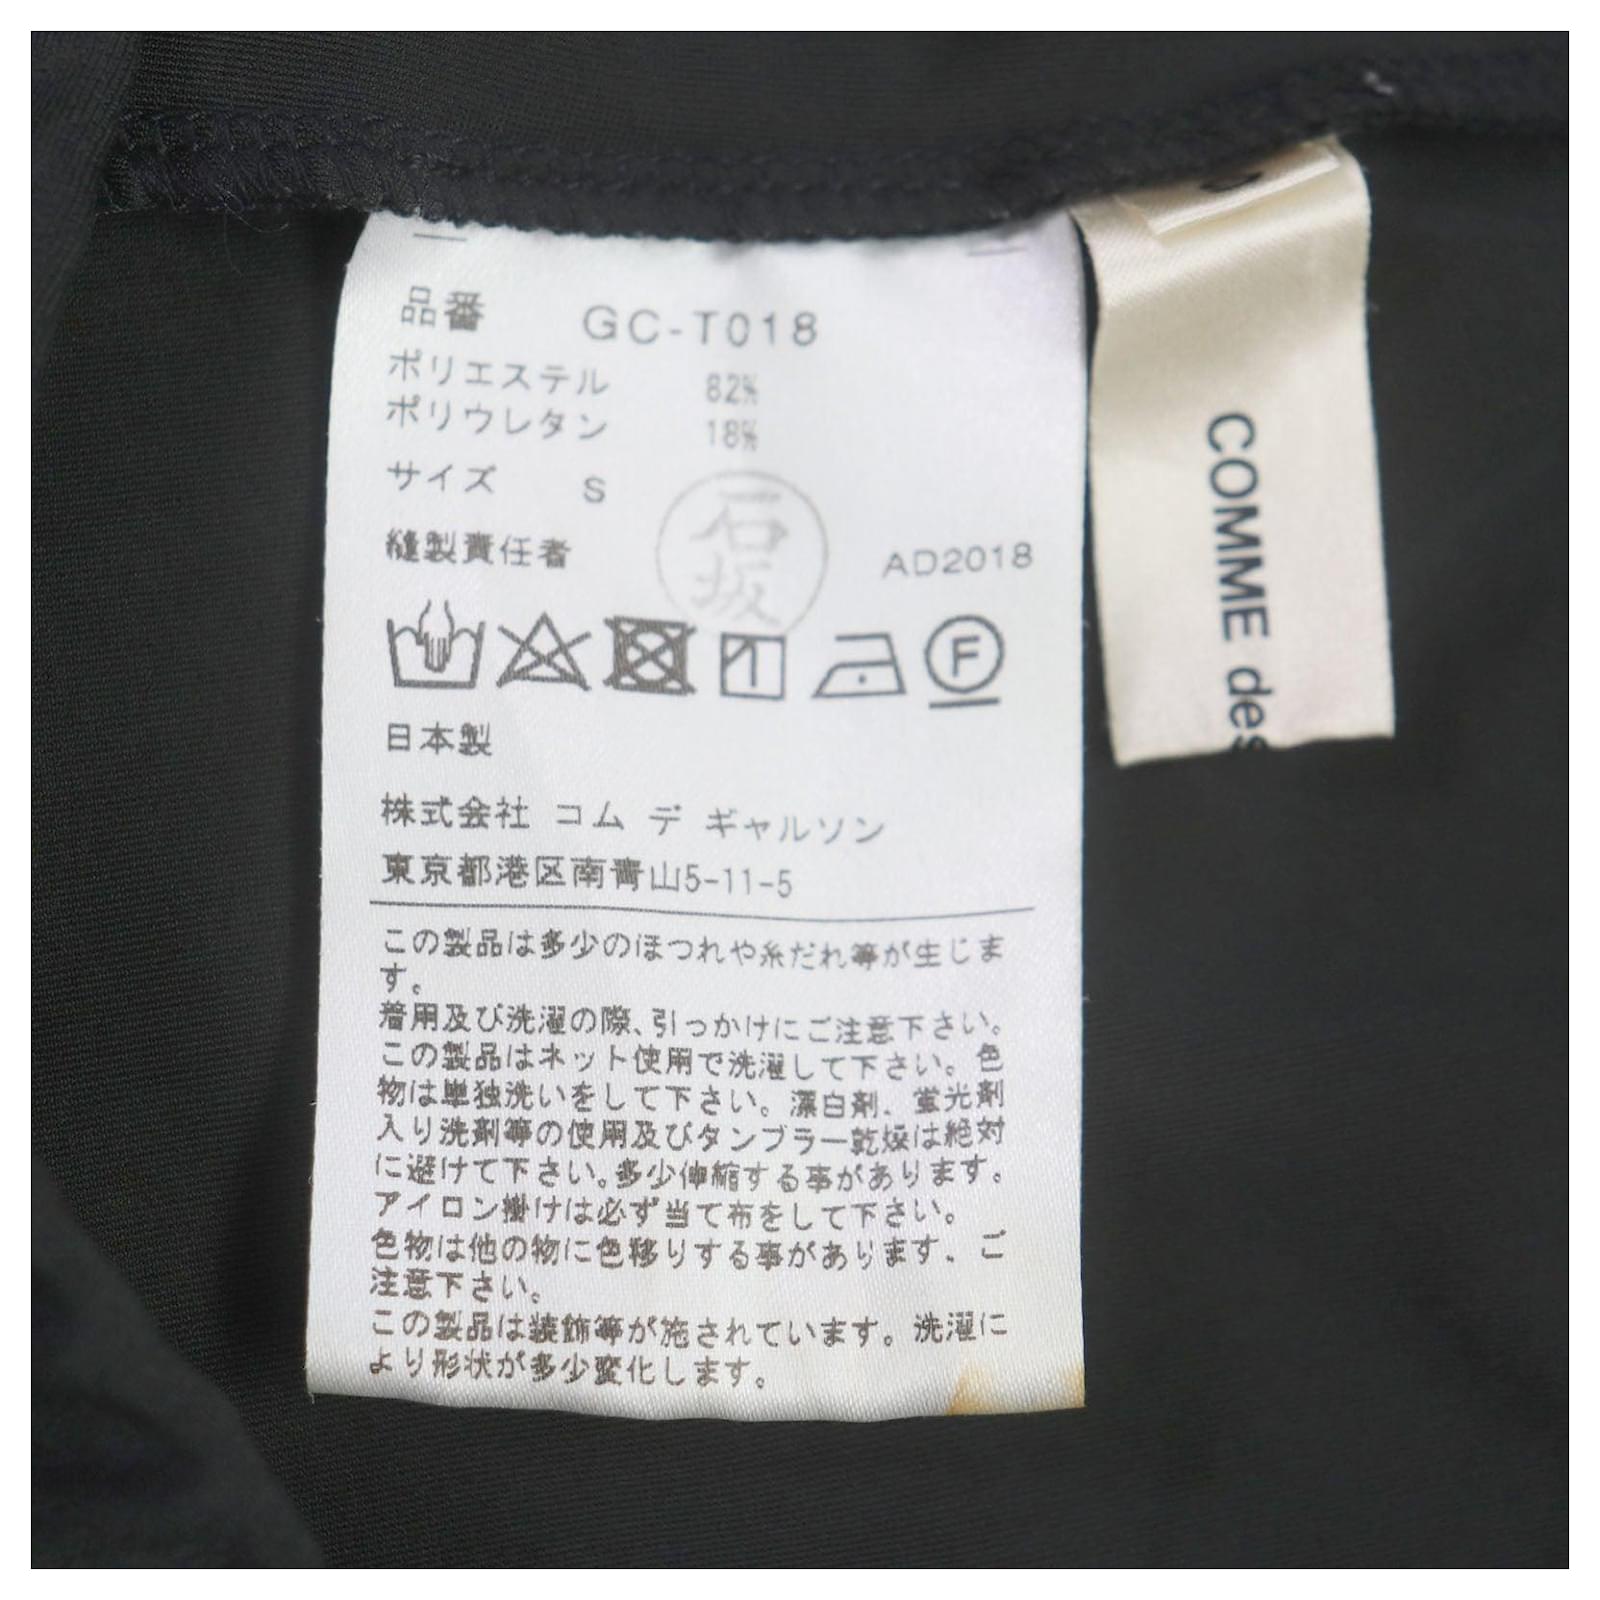 品番 GC-T018
ポリエステル 82%
ポリウレタン 18%
サイズ S
縫製責任者 石坂 AD2018
F
日本製
株式会社 コム デ ギャルソン
東京都港区南青山5-11-5
この製品は多少のほつれや糸だれ等が生じま
す。
着用及び洗濯の際、引っかけにご注意下さい。
この製品はネット使用で洗濯して下さい。色
物は単独洗いをして下さい。漂白剤、蛍光剤
入り洗剤等の使用及びタンブラー乾燥は絶対
に避けて下さい。多少伸縮する事があります。
アイロン掛けは必ず当て布をして下さい。
色物は他の物に色移りする事があります、ご
注意下さい。
この製品は装飾等が施されています。洗濯に
より形状が多少変化します。
COMME des